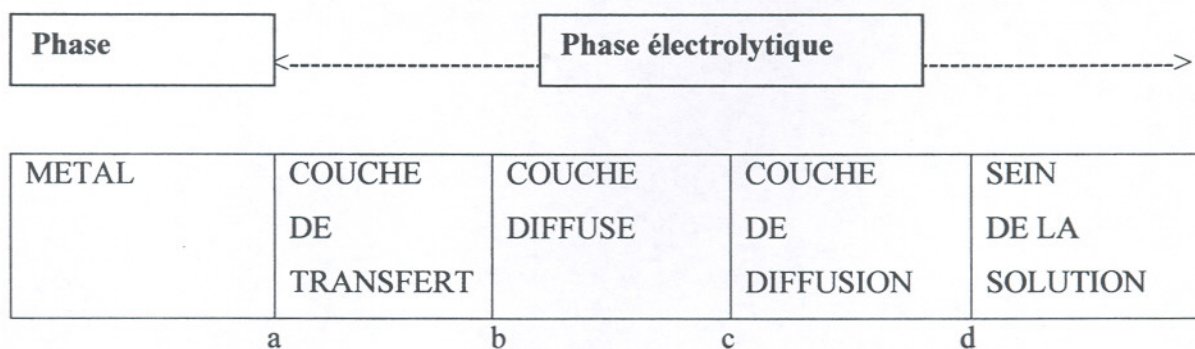 Phase
Phase électrolytique
METAL
COUCHE
DE
TRANSFERT
COUCHE
DIFFUSE
COUCHE
DE
DIFFUSION
SEIN
DE LA
SOLUTION
a
b
c
d